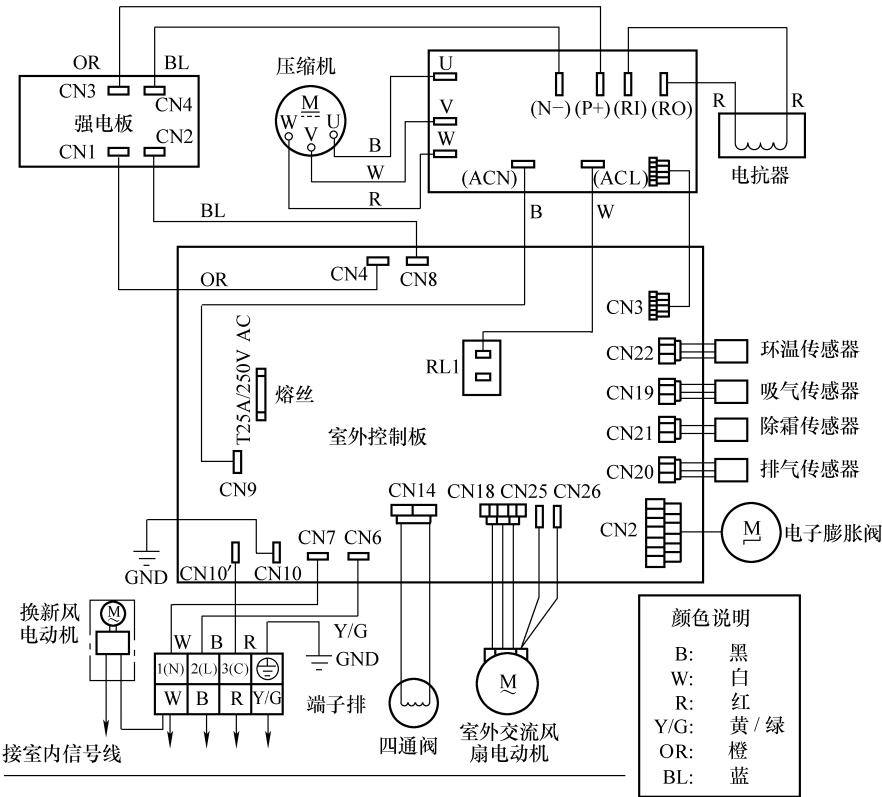 OR
BL
CN3
CN4
强电板
CN1
CN2
压缩机
M
W
V
U
B
W
R
U
V
W
(N−)
(P+)
(RI)
(RO)
(ACN)
(ACL)
R
R
电抗器
B
W
BL
OR
CN4
CN8
CN3
RL1
T25A/250V AC
熔丝
室外控制板
CN9
CN22
环温传感器
CN19
吸气传感器
CN21
除霜传感器
CN20
排气传感器
CN2
M
电子膨胀阀
CN14
CN18
CN25
CN26
GND
CN10′
CN10
CN7
CN6
换新风
电动机
M
~
W
B
R
Y/G
GND
1(N)
2(L)
3(C)
W
B
R
Y/G
端子排
接室内信号线
四通阀
M
~
室外交流风
扇电动机
颜色说明
B: 黑
W: 白
R: 红
Y/G: 黄/绿
OR: 橙
BL: 蓝